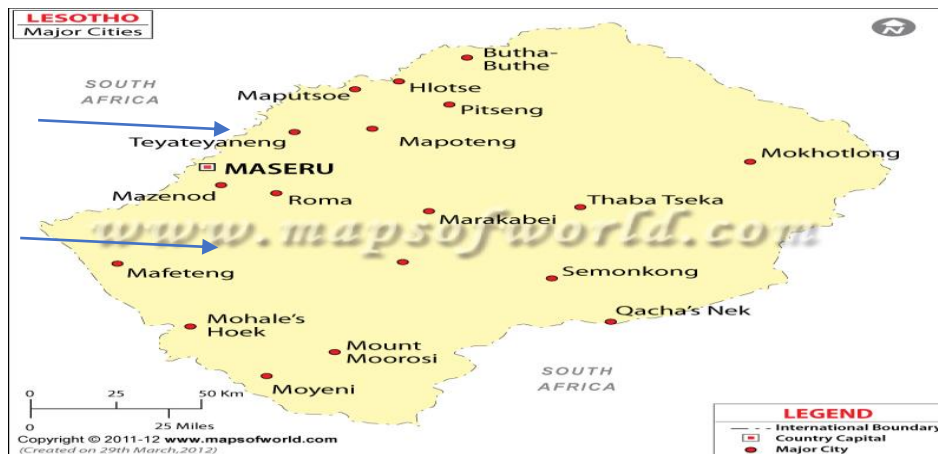 LESOTHO
Major Cities
N
SOUTH
AFRICA
Butha-
Buthe
Hlotse
Maputsoe
Pitseng
Teyateyaneng
Mapoteng
MASERU
Mokhotlong
Mazenod
Roma
Thaba Tseka
Marakabei
www.mapsofworld.com
Mafeteng
Semonkong
Mohale's
Hoek
Qacha's Nek
Mount
Moorosi
Moyeni
SOUTH
AFRICA
0 25 50 Km
0 25 Miles
Copyright © 2011-12 www.mapsofworld.com
(Created on 29th March,2012)
LEGEND
International Boundary
Country Capital
Major City